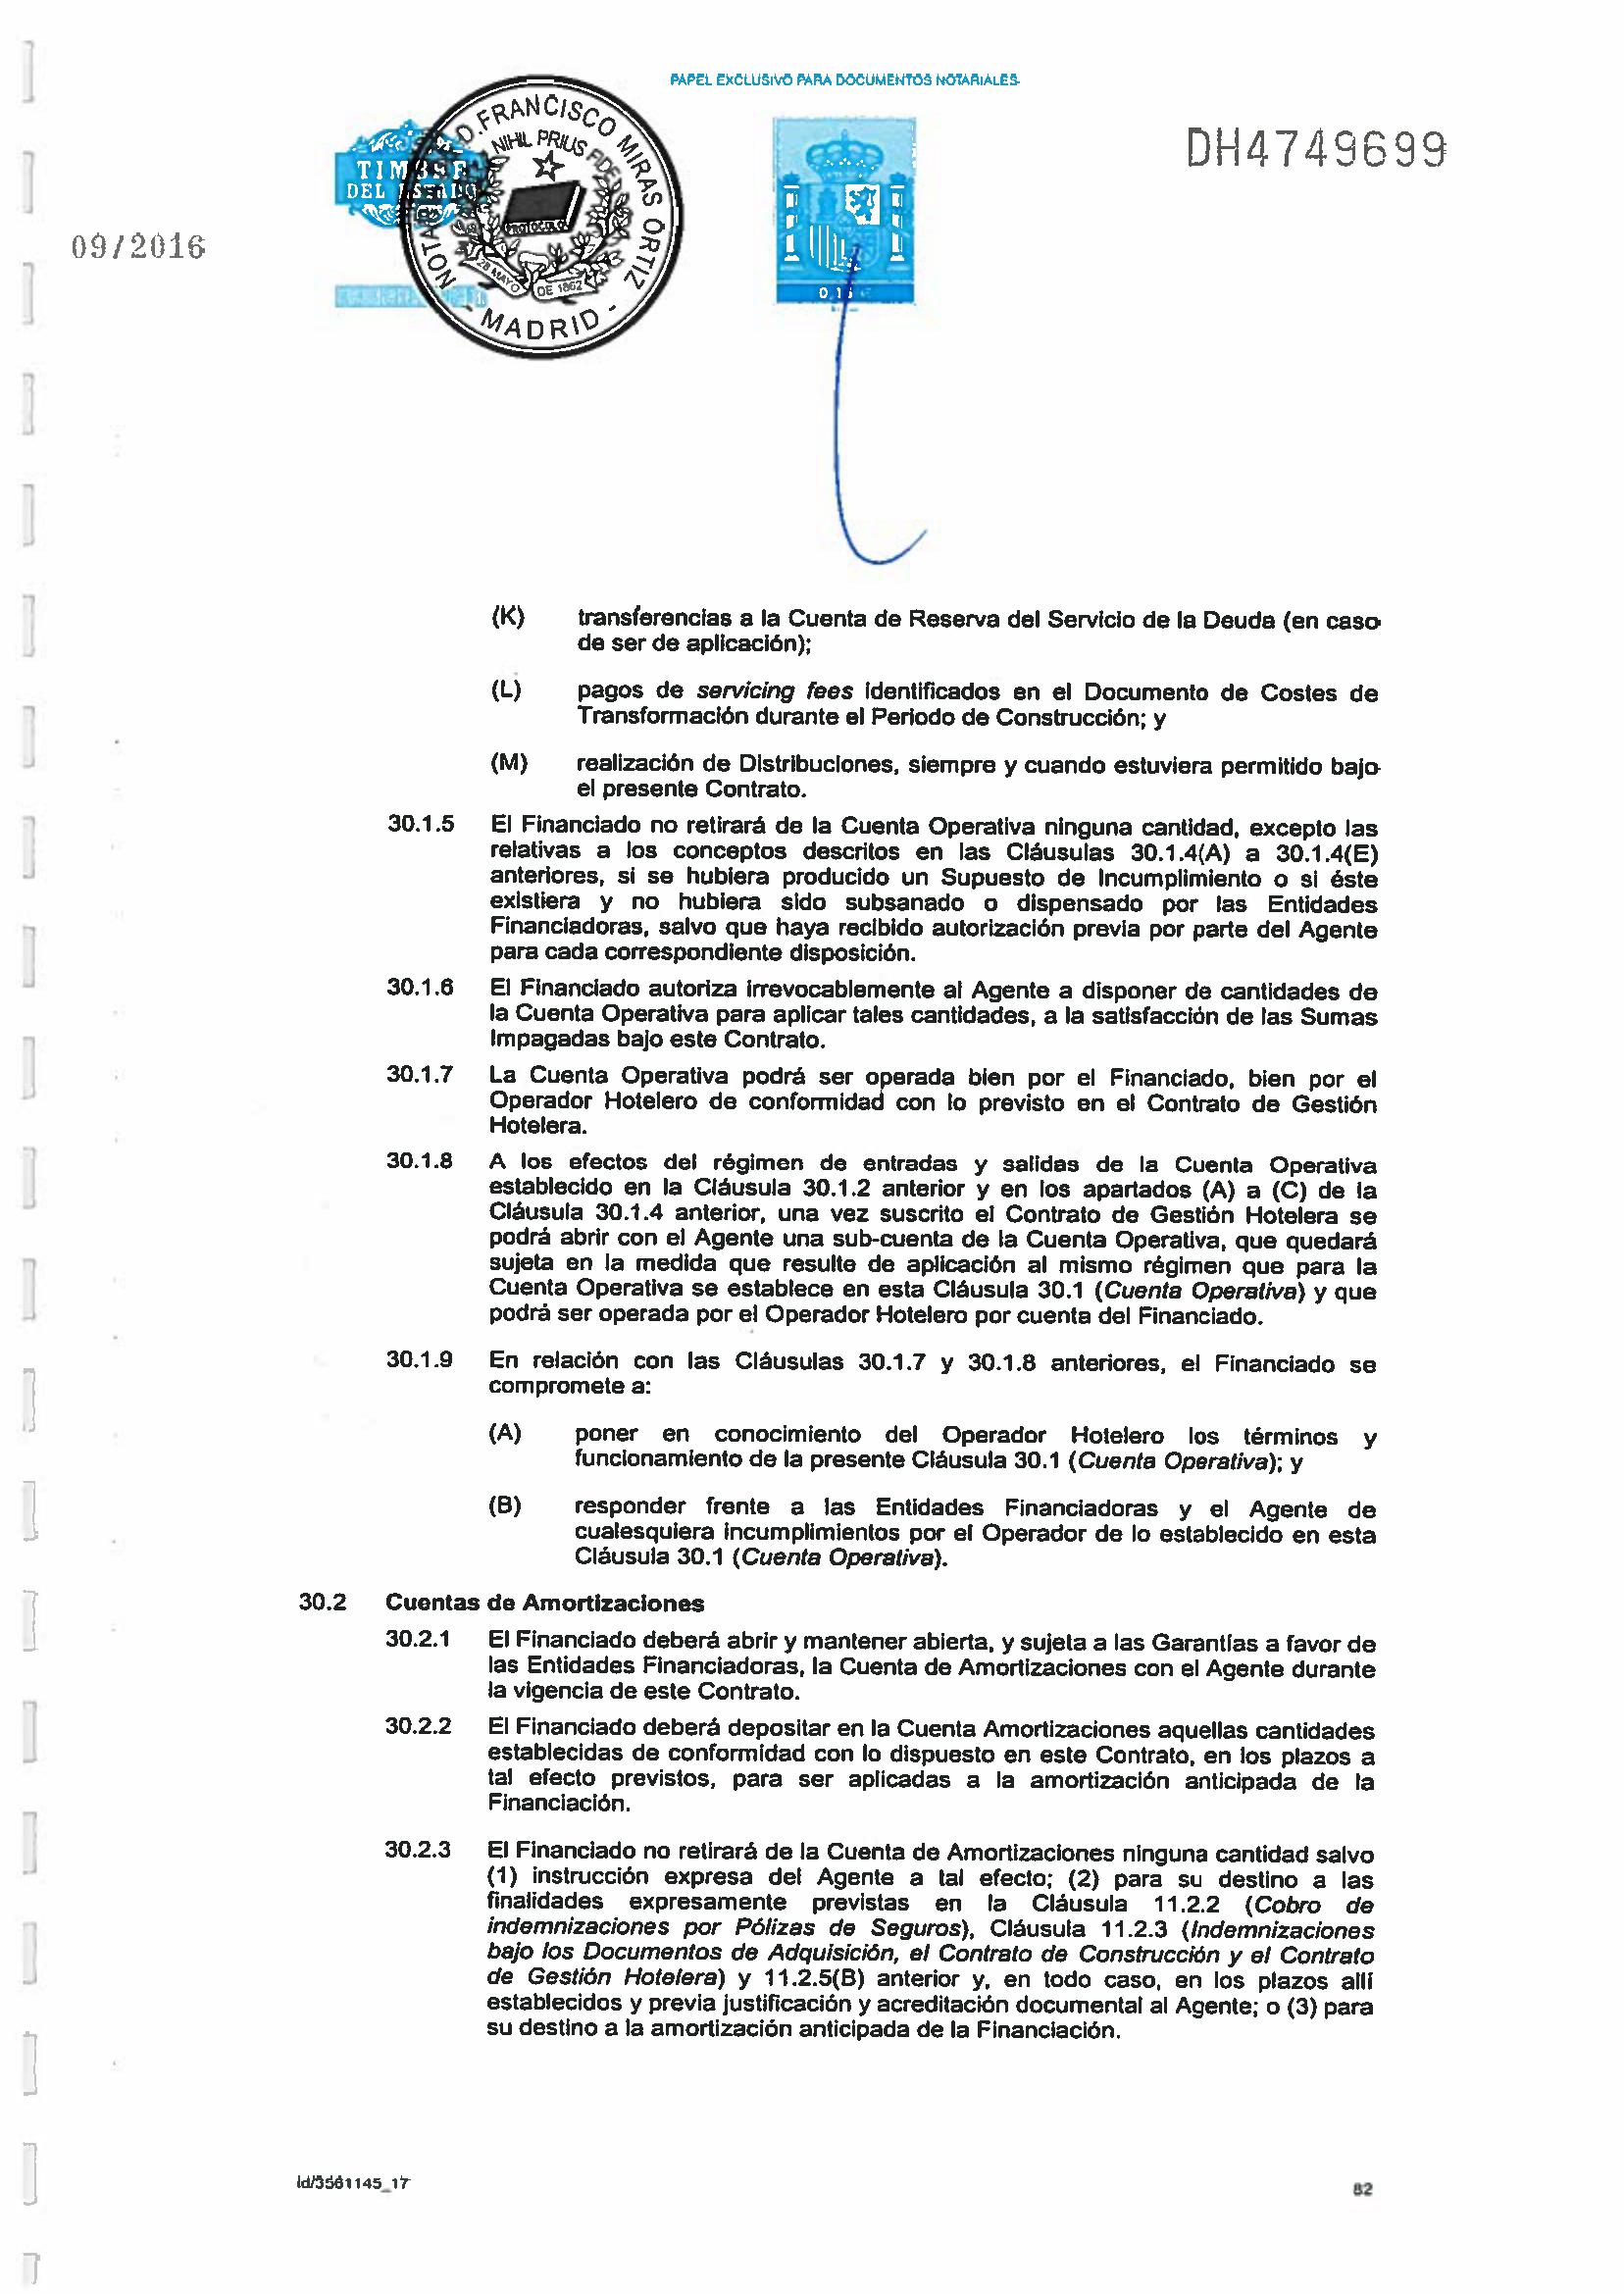 PAPEL EXCLUSIVO PARA DOCUMENTOS NOTARIALES
DH4749699
TIMBRE
DEL ESTADO
NOTARIO D. FRANCISCO MIRAS ORTIZ
NIHIL PRIUS FIDE
PROTOCOLO
28 MAYO DE 1862
- MADRID -
09/2016
(K) transferencias a la Cuenta de Reserva del Servicio de la Deuda (en caso
de ser de aplicación);
(L) pagos de servicing fees identificados en el Documento de Costes de
Transformación durante el Periodo de Construcción; y
(M) realización de Distribuciones, siempre y cuando estuviera permitido bajo
el presente Contrato.
30.1.5 El Financiado no retirará de la Cuenta Operativa ninguna cantidad, excepto las
relativas a los conceptos descritos en las Cláusulas 30.1.4(A) a 30.1.4(E)
anteriores, si se hubiera producido un Supuesto de Incumplimiento o si éste
existiera y no hubiera sido subsanado o dispensado por las Entidades
Financiadoras, salvo que haya recibido autorización previa por parte del Agente
para cada correspondiente disposición.
30.1.6 El Financiado autoriza irrevocablemente al Agente a disponer de cantidades de
la Cuenta Operativa para aplicar tales cantidades, a la satisfacción de las Sumas
Impagadas bajo este Contrato.
30.1.7 La Cuenta Operativa podrá ser operada bien por el Financiado, bien por el
Operador Hotelero de conformidad con lo previsto en el Contrato de Gestión
Hotelera.
30.1.8 A los efectos del régimen de entradas y salidas de la Cuenta Operativa
establecido en la Cláusula 30.1.2 anterior y en los apartados (A) a (C) de la
Cláusula 30.1.4 anterior, una vez suscrito el Contrato de Gestión Hotelera se
podrá abrir con el Agente una sub-cuenta de la Cuenta Operativa, que quedará
sujeta en la medida que resulte de aplicación al mismo régimen que para la
Cuenta Operativa se establece en esta Cláusula 30.1 (Cuenta Operativa) y que
podrá ser operada por el Operador Hotelero por cuenta del Financiado.
30.1.9 En relación con las Cláusulas 30.1.7 y 30.1.8 anteriores, el Financiado se
compromete a:
(A) poner en conocimiento del Operador Hotelero los términos y
funcionamiento de la presente Cláusula 30.1 (Cuenta Operativa); y
(B) responder frente a las Entidades Financiadoras y el Agente de
cualesquiera incumplimientos por el Operador de lo establecido en esta
Cláusula 30.1 (Cuenta Operativa).
30.2 Cuentas de Amortizaciones
30.2.1 El Financiado deberá abrir y mantener abierta, y sujeta a las Garantías a favor de
las Entidades Financiadoras, la Cuenta de Amortizaciones con el Agente durante
la vigencia de este Contrato.
30.2.2 El Financiado deberá depositar en la Cuenta Amortizaciones aquellas cantidades
establecidas de conformidad con lo dispuesto en este Contrato, en los plazos a
tal efecto previstos, para ser aplicadas a la amortización anticipada de la
Financiación.
30.2.3 El Financiado no retirará de la Cuenta de Amortizaciones ninguna cantidad salvo
(1) instrucción expresa del Agente a tal efecto; (2) para su destino a las
finalidades expresamente previstas en la Cláusula 11.2.2 (Cobro de
indemnizaciones por Pólizas de Seguros), Cláusula 11.2.3 (Indemnizaciones
bajo los Documentos de Adquisición, el Contrato de Construcción y el Contrato
de Gestión Hotelera) y 11.2.5(B) anterior y, en todo caso, en los plazos allí
establecidos y previa justificación y acreditación documental al Agente; o (3) para
su destino a la amortización anticipada de la Financiación.
id/3561145_17
82